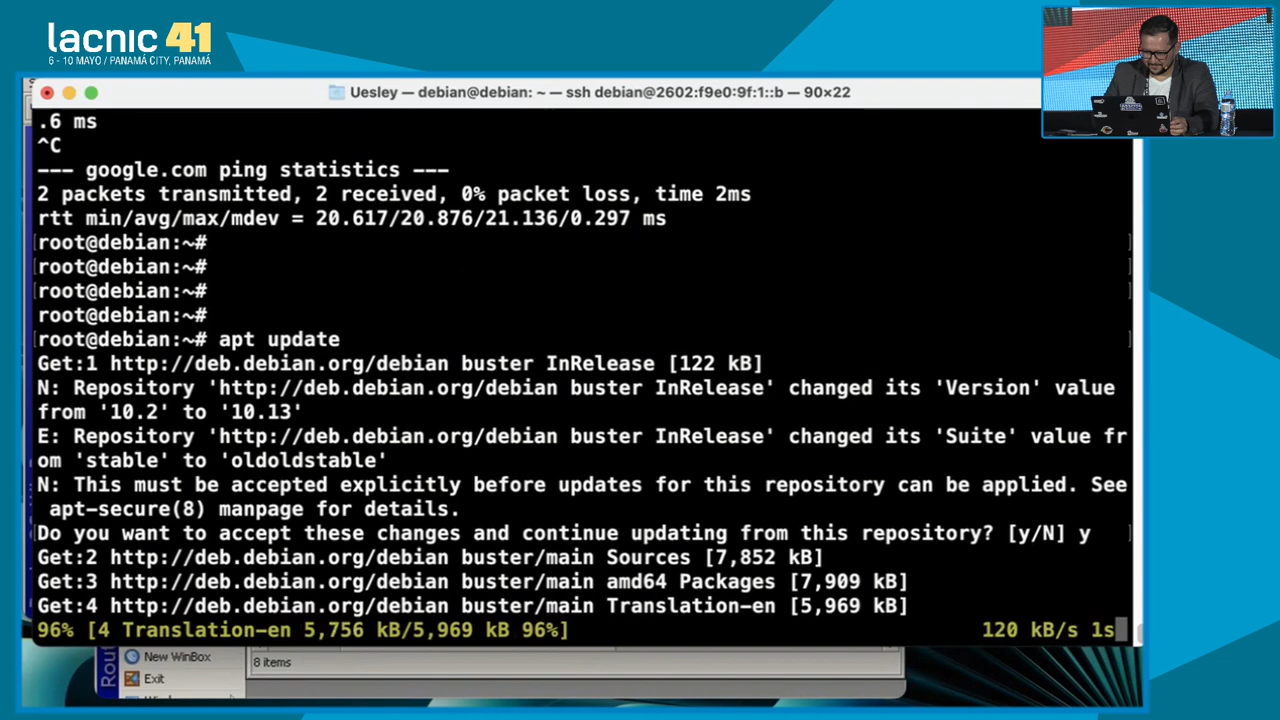 lacnic 41
6 - 10 MAYO / PANAMÁ CITY, PANAMÁ
Uesley — debian@debian: ~ — ssh debian@2602:f9e0:9f:1::b — 90×22
.6 ms
^C
--- google.com ping statistics ---
2 packets transmitted, 2 received, 0% packet loss, time 2ms
rtt min/avg/max/mdev = 20.617/20.876/21.136/0.297 ms
root@debian:~#
root@debian:~#
root@debian:~#
root@debian:~#
root@debian:~# apt update
Get:1 http://deb.debian.org/debian buster InRelease [122 kB]
N: Repository 'http://deb.debian.org/debian buster InRelease' changed its 'Version' value
from '10.2' to '10.13'
E: Repository 'http://deb.debian.org/debian buster InRelease' changed its 'Suite' value fr
om 'stable' to 'oldoldstable'
N: This must be accepted explicitly before updates for this repository can be applied. See
apt-secure(8) manpage for details.
Do you want to accept these changes and continue updating from this repository? [y/N] y
Get:2 http://deb.debian.org/debian buster/main Sources [7,852 kB]
Get:3 http://deb.debian.org/debian buster/main amd64 Packages [7,909 kB]
Get:4 http://deb.debian.org/debian buster/main Translation-en [5,969 kB]
96% [4 Translation-en 5,756 kB/5,969 kB 96%] 120 kB/s 1s
New WinBox
8 items
Exit